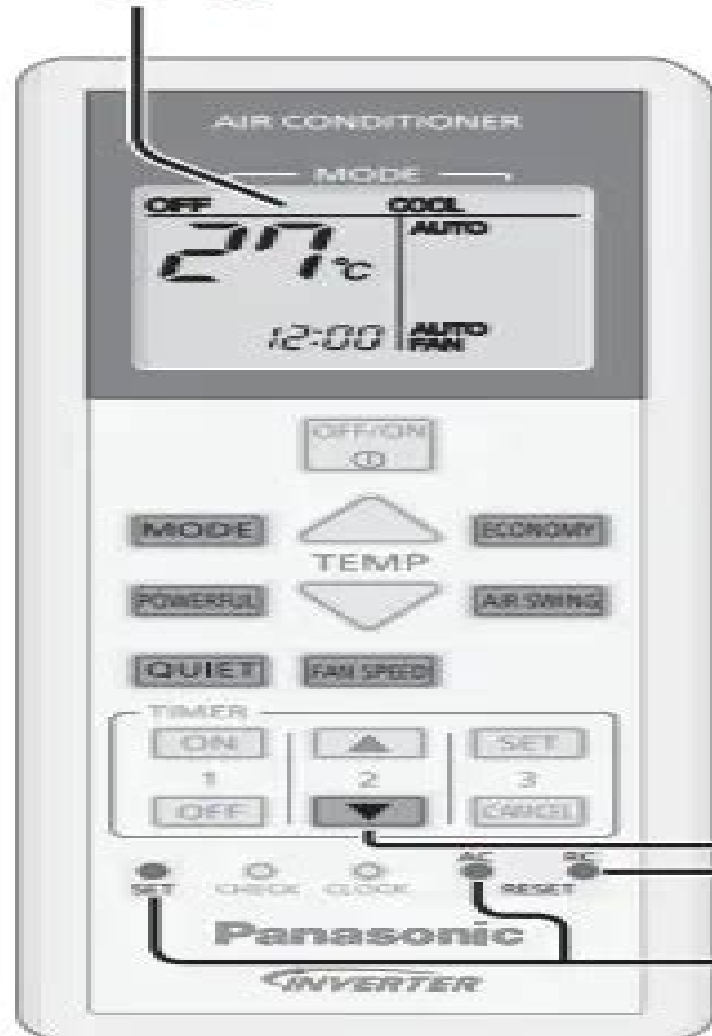 AIR CONDITIONER
MODE
OFF COOL
27°C AUTO
12:00 AUTO
FAN
OFF/ON
MODE ECONOMY
TEMP
POWERFUL AIR SWING
QUIET FAN SPEED
TIMER
ON SET
1 2 3
OFF CANCEL
AC RC
SET CHECK CLOCK RESET
Panasonic
INVERTER